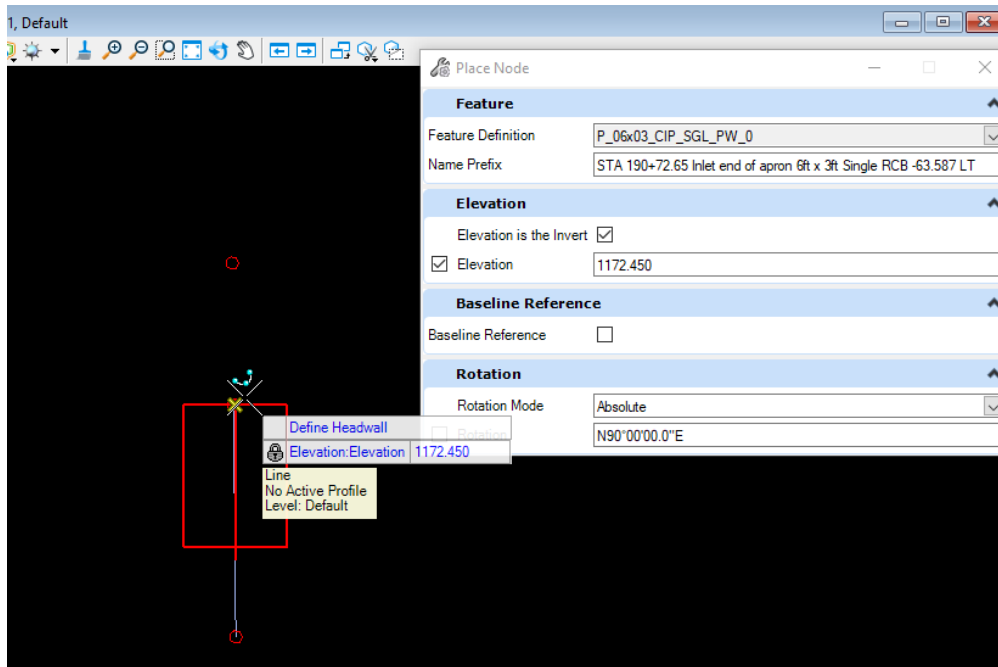 1, Default
Place Node
Feature
Feature Definition P_06x03_CIP_SGL_PW_0
Name Prefix STA 190+72.65 Inlet end of apron 6ft x 3ft Single RCB -63.587 LT
Elevation
Elevation is the Invert
Elevation 1172.450
Baseline Reference
Baseline Reference
Rotation
Rotation Mode Absolute
Rotation N90°00'00.0"E
Define Headwall
Elevation:Elevation 1172.450
Line
No Active Profile
Level: Default